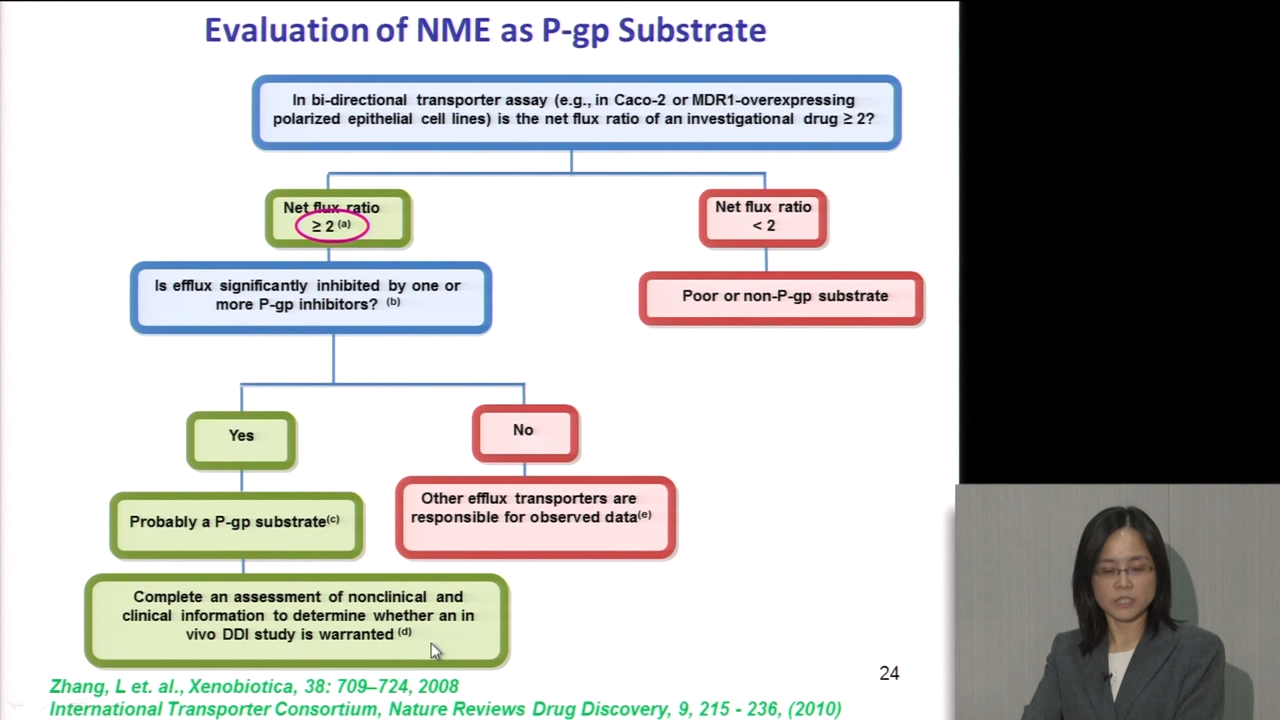 Evaluation of NME as P-gp Substrate
In bi-directional transporter assay (e.g., in Caco-2 or MDR1-overexpressing
polarized epithelial cell lines) is the net flux ratio of an investigational drug ≥ 2?
Net flux ratio
≥ 2 (a)
Net flux ratio
< 2
Is efflux significantly inhibited by one or
more P-gp inhibitors? (b)
Poor or non-P-gp substrate
Yes
No
Probably a P-gp substrate(c)
Other efflux transporters are
responsible for observed data(e)
Complete an assessment of nonclinical and
clinical information to determine whether an in
vivo DDI study is warranted (d)
24
Zhang, L et. al., Xenobiotica, 38: 709–724, 2008
International Transporter Consortium, Nature Reviews Drug Discovery, 9, 215 - 236, (2010)